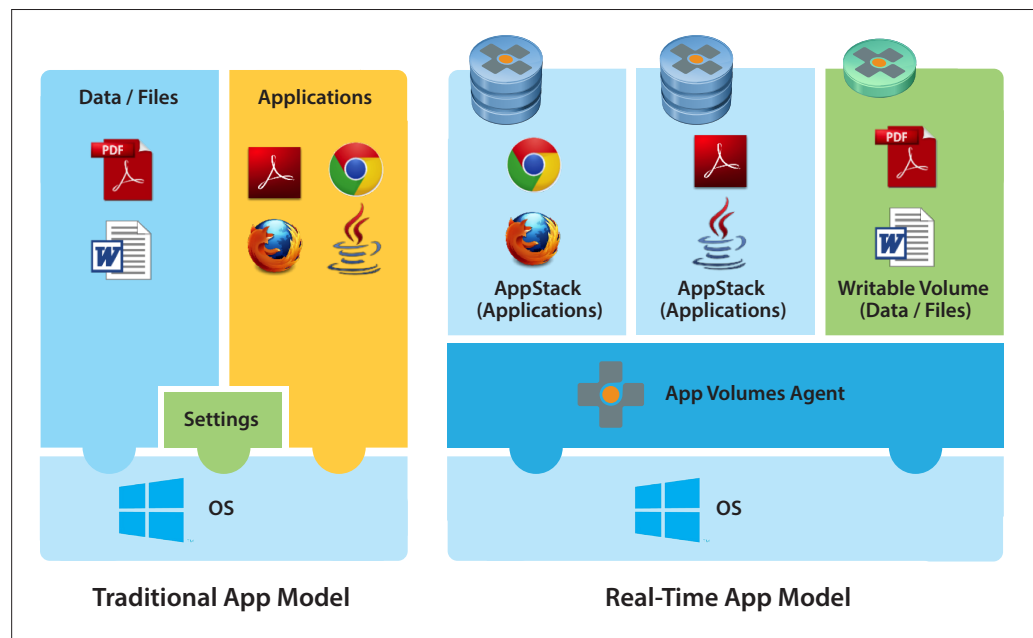 Data / Files
Applications
PDF
W
Settings
OS
Traditional App Model
AppStack
(Applications)
AppStack
(Applications)
PDF
W
Writable Volume
(Data / Files)
App Volumes Agent
OS
Real-Time App Model